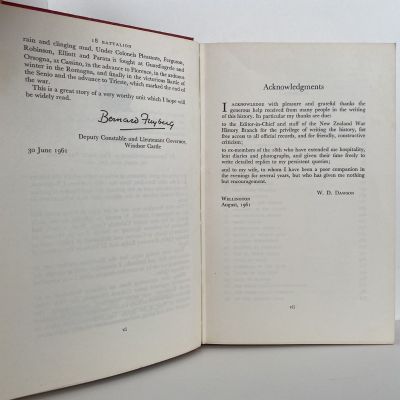 18 BATTALION
rain and clinging mud. Under Colonels Pleasants, Ferguson,
Robinson, Elliott and Parata it fought at Guardiagrele and
Orsogna, at Cassino, in the advance to Florence, in the arduous
winter in the Romagna, and finally in the victorious Battle of
the Senio and the advance to Trieste, which marked the end of
the war.
This is a great story of a very worthy unit which I hope will
be widely read.
Bernard Freyberg
Deputy Constable and Lieutenant Governor,
Windsor Castle
30 June 1961
vi
Acknowledgments
I ACKNOWLEDGE with pleasure and grateful thanks the
generous help received from many people in the writing
of this history. In particular my thanks are due:
to the Editor-in-Chief and staff of the New Zealand War
History Branch for the privilege of writing the history, for
free access to all official records, and for friendly, constructive
criticism;
to ex-members of the 18th who have extended me hospitality,
lent diaries and photographs, and given their time freely to
write detailed replies to my persistent queries;
and to my wife, to whom I have been a poor companion in
the evenings for several years, but who has given me nothing
but encouragement.
W. D. DAWSON
WELLINGTON
August, 1961
vii